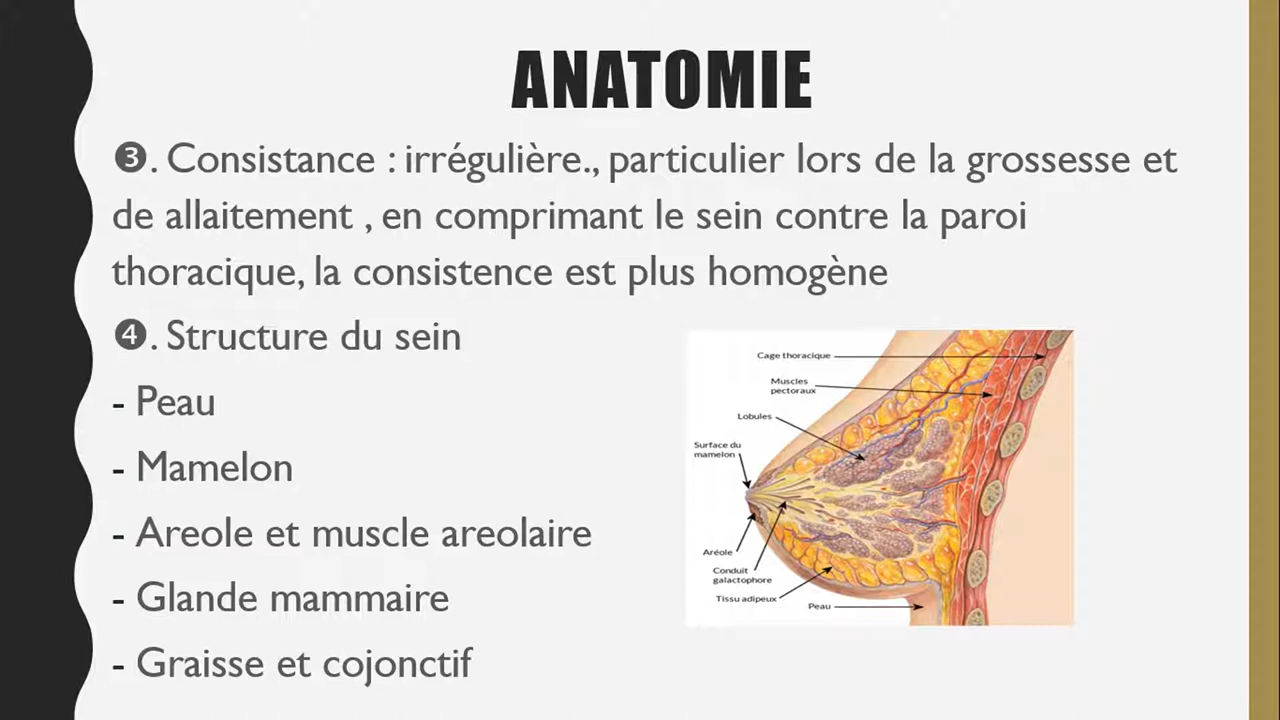 ANATOMIE
❸. Consistance : irrégulière., particulier lors de la grossesse et
de allaitement , en comprimant le sein contre la paroi
thoracique, la consistence est plus homogène
❹. Structure du sein
- Peau
- Mamelon
- Areole et muscle areolaire
- Glande mammaire
- Graisse et cojonctif
Cage thoracique
Muscles
pectoraux
Lobules
Surface du
mamelon
Aréole
Conduit
galactophore
Tissu adipeux
Peau